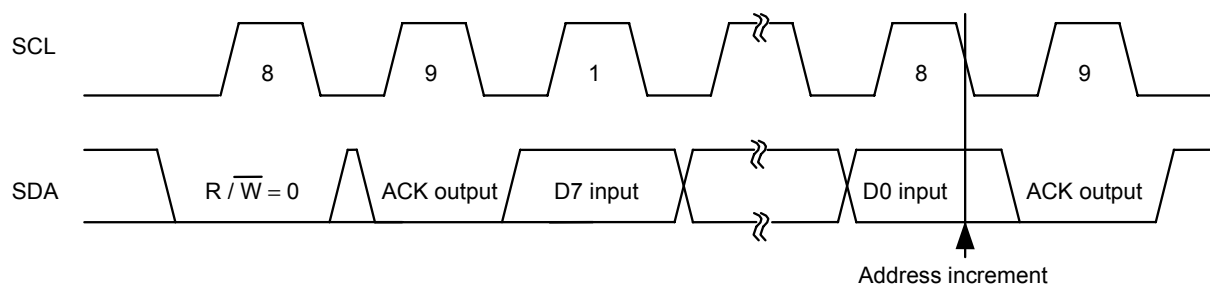 SCL
8 9 1 8 9
SDA
R / W̅ = 0 ACK output D7 input D0 input ACK output
Address increment